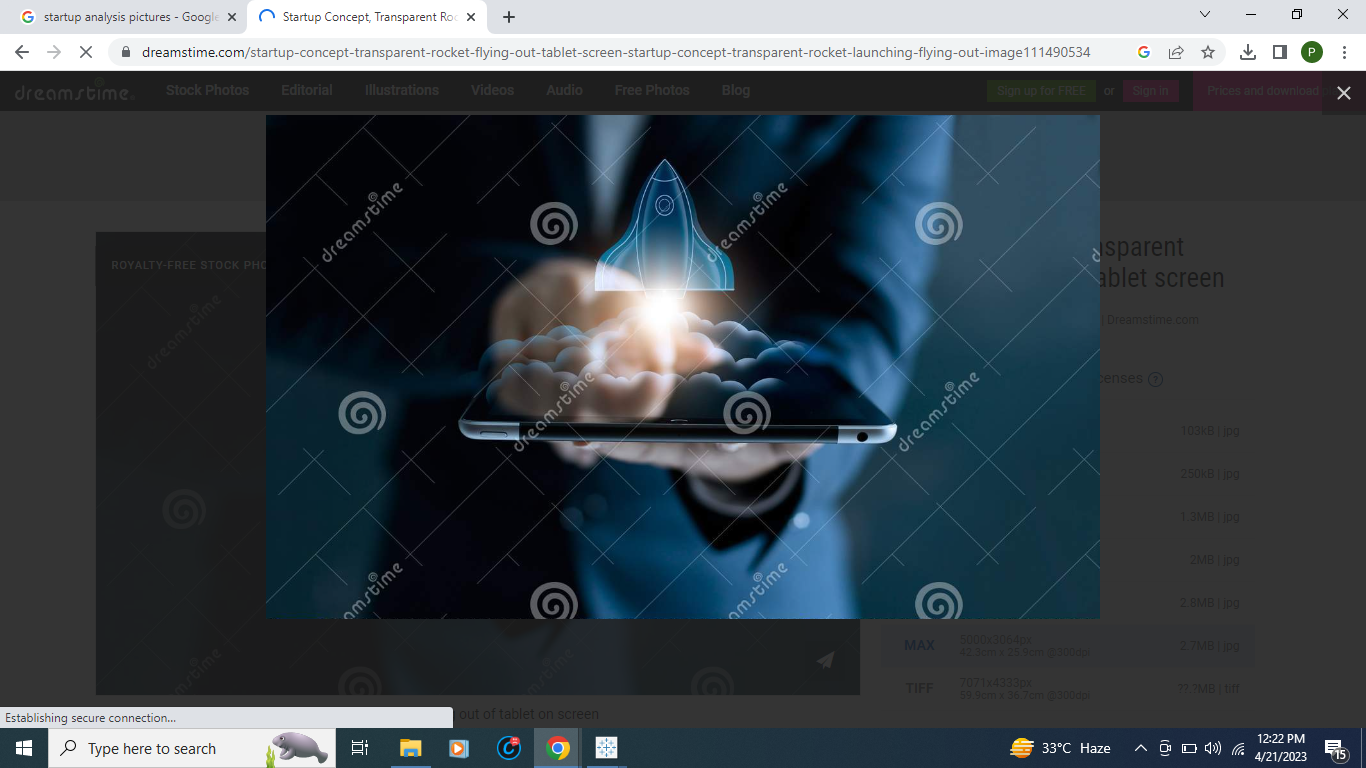 startup analysis pictures - Google
Startup Concept, Transparent Roc
dreamstime.com/startup-concept-transparent-rocket-flying-out-tablet-screen-startup-concept-transparent-rocket-launching-flying-out-image111490534
P
dreamstime
Stock Photos
Editorial
Illustrations
Videos
Audio
Free Photos
Blog
Sign up for FREE
or
Sign in
Prices and download
ROYALTY-FREE STOCK PHO
nsparent
ablet screen
| Dreamstime.com
censes ?
103kB | jpg
250kB | jpg
1.3MB | jpg
2MB | jpg
2.8MB | jpg
MAX
5000x3064px
42.3cm x 25.9cm @300dpi
2.7MB | jpg
TIFF
7071x4333px
59.9cm x 36.7cm @300dpi
??.?MB | tiff
dreamstime
dreamstime
dreamstime
dreamstime
dreamstime
dreamstime
amstime
amstime
out of tablet on screen
Establishing secure connection...
Type here to search
33°C Haze
12:22 PM
4/21/2023
15